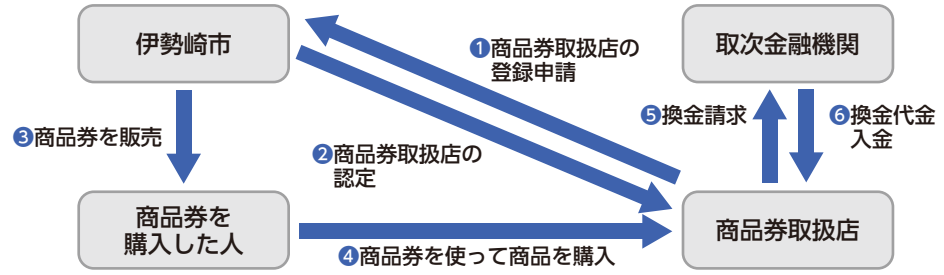 伊勢崎市
❶商品券取扱店の
登録申請
取次金融機関
❸商品券を販売
❷商品券取扱店の
認定
❺換金請求
❻換金代金
入金
商品券を
購入した人
❹商品券を使って商品を購入
商品券取扱店